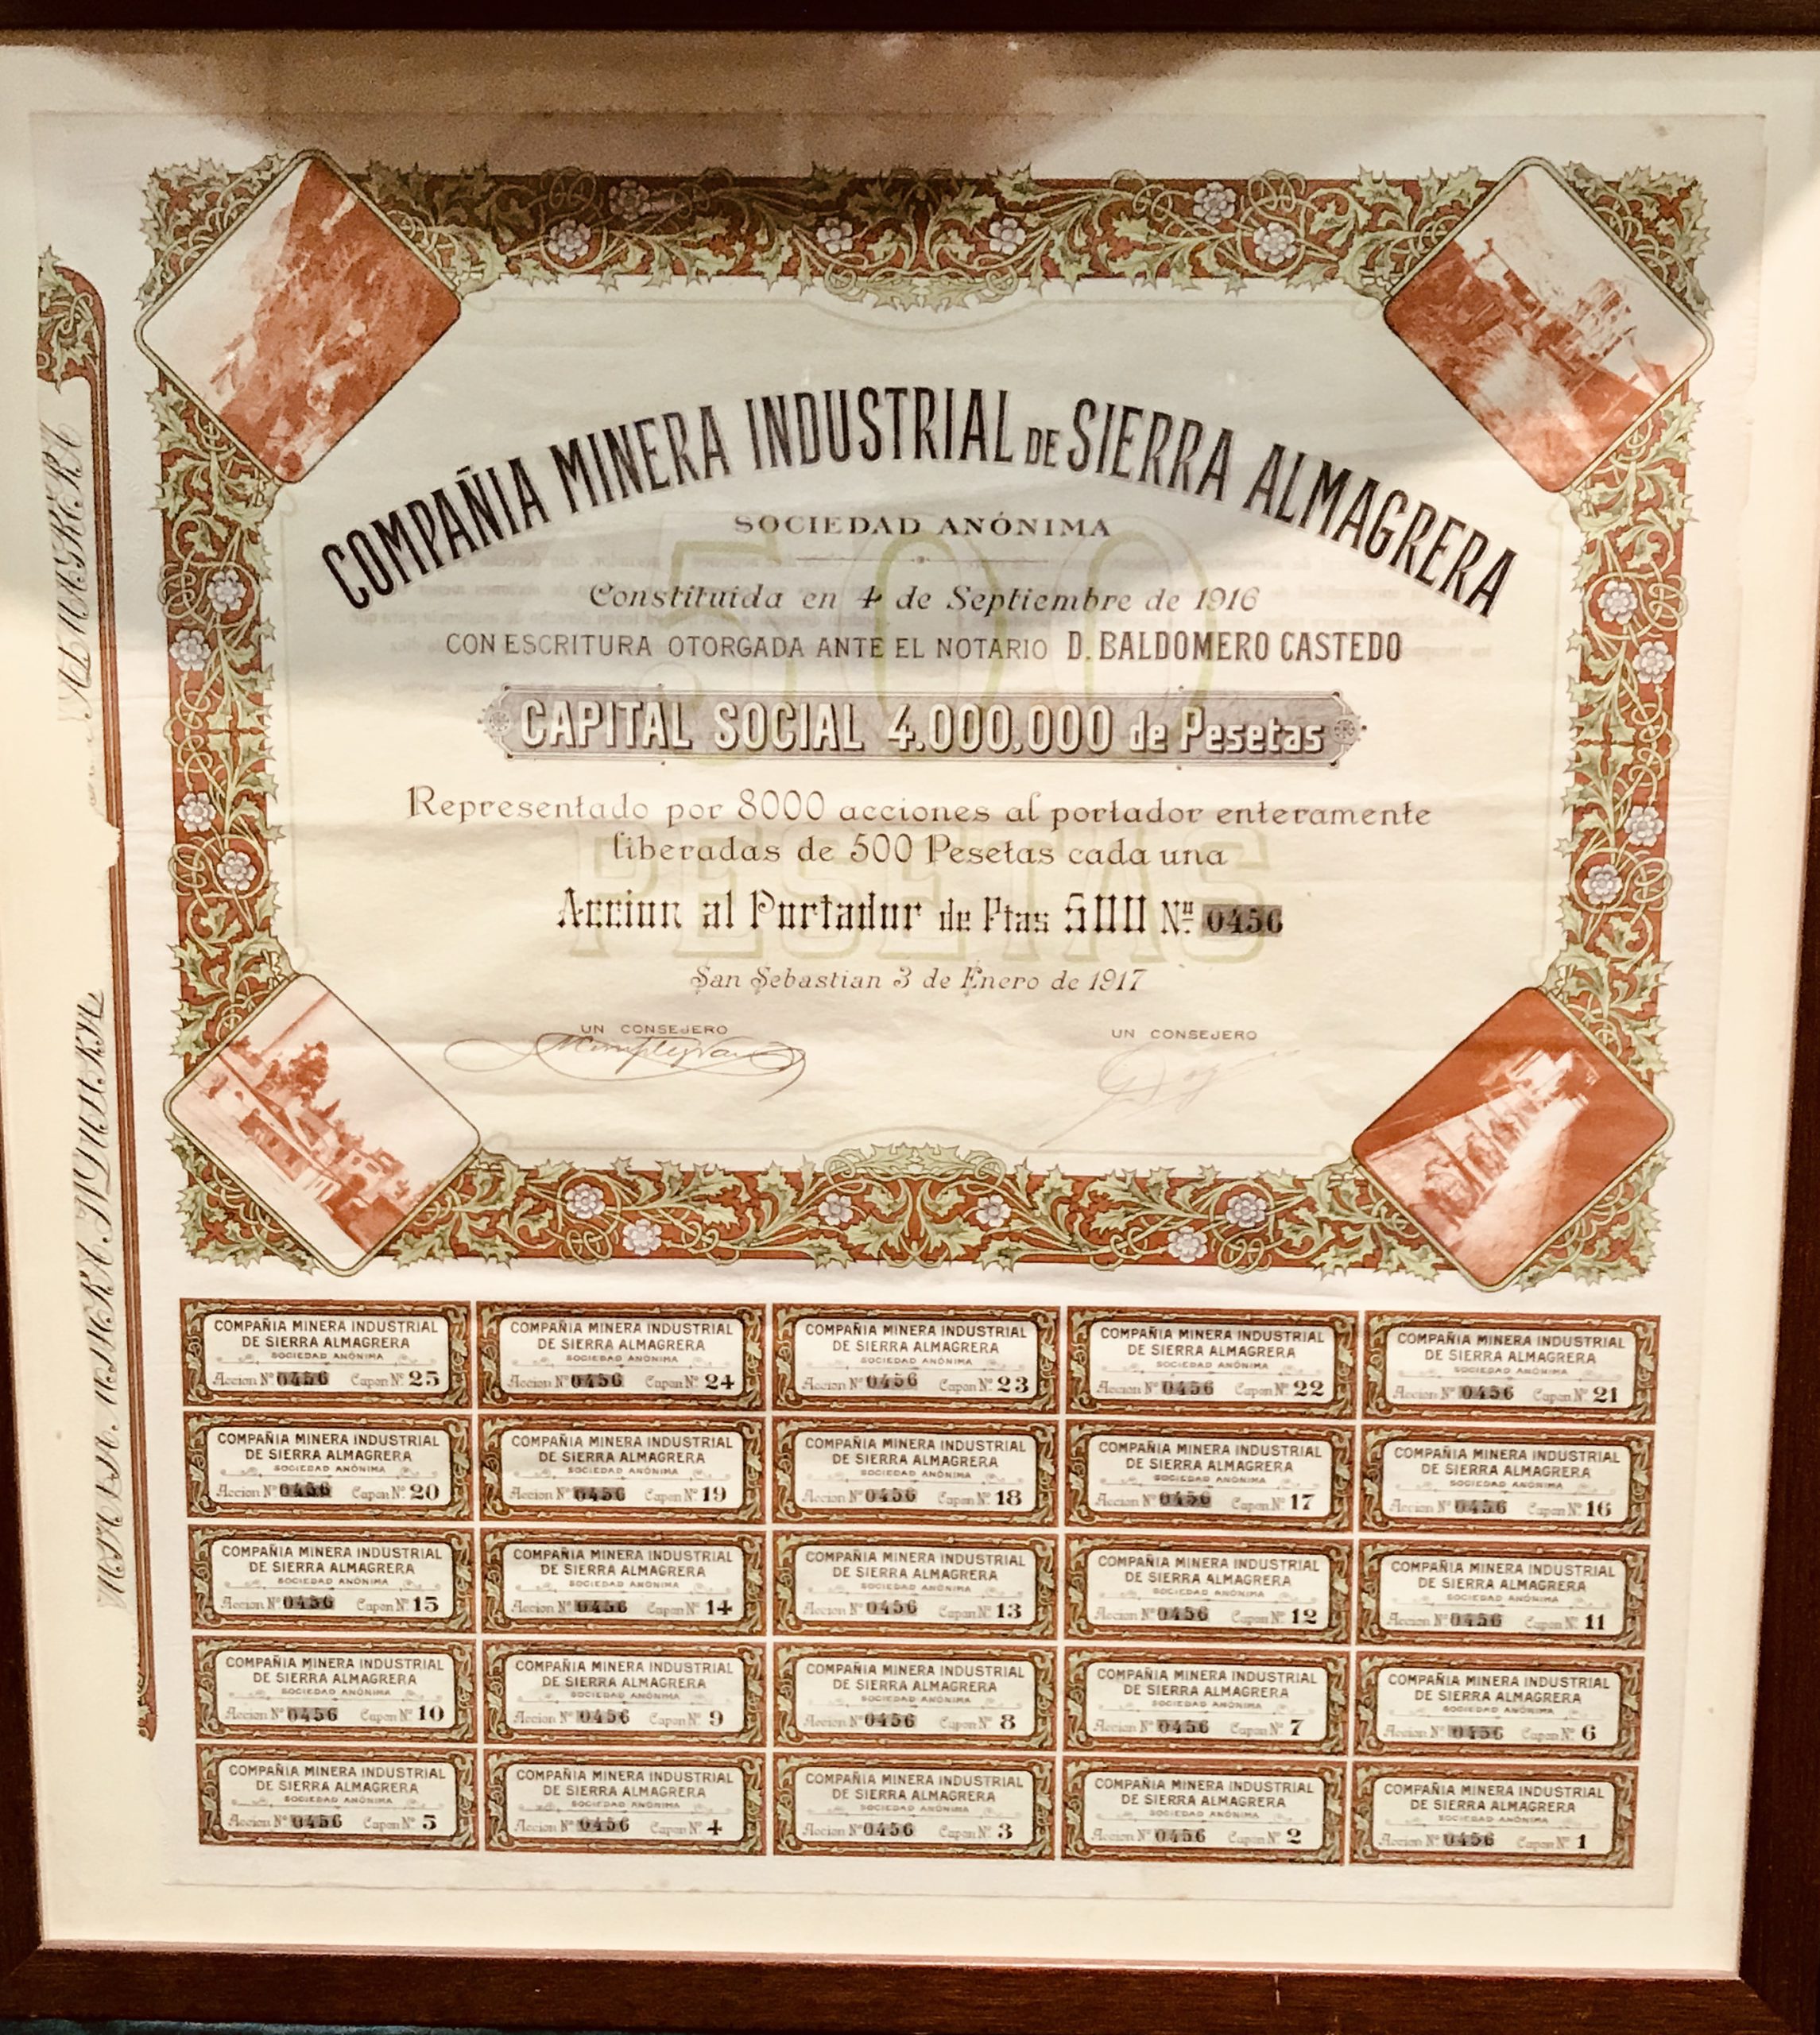 COMPAÑIA MINERA INDUSTRIAL DE SIERRA ALMAGRERA
SOCIEDAD ANÓNIMA
Constituida en 4 de Septiembre de 1916
CON ESCRITURA OTORGADA ANTE EL NOTARIO D. BALDOMERO CASTEDO
CAPITAL SOCIAL 4.000,000 de Pesetas
Representado por 8000 acciones al portador enteramente
liberadas de 500 Pesetas cada una
Accion al Portador de Ptas 500 Nº 0456
San Sebastian 3 de Enero de 1917
UN CONSEJERO UN CONSEJERO
500
PESETAS
COMPAÑIA MINERA INDUSTRIAL
DE SIERRA ALMAGRERA
SOCIEDAD ANÓNIMA
Accion Nº 0456 Cupon Nº 25
COMPAÑIA MINERA INDUSTRIAL
DE SIERRA ALMAGRERA
SOCIEDAD ANÓNIMA
Accion Nº 0456 Cupon Nº 24
COMPAÑIA MINERA INDUSTRIAL
DE SIERRA ALMAGRERA
SOCIEDAD ANÓNIMA
Accion Nº 0456 Cupon Nº 23
COMPAÑIA MINERA INDUSTRIAL
DE SIERRA ALMAGRERA
SOCIEDAD ANÓNIMA
Accion Nº 0456 Cupon Nº 22
COMPAÑIA MINERA INDUSTRIAL
DE SIERRA ALMAGRERA
SOCIEDAD ANÓNIMA
Accion Nº 0456 Cupon Nº 21
COMPAÑIA MINERA INDUSTRIAL
DE SIERRA ALMAGRERA
SOCIEDAD ANÓNIMA
Accion Nº 0456 Cupon Nº 20
COMPAÑIA MINERA INDUSTRIAL
DE SIERRA ALMAGRERA
SOCIEDAD ANÓNIMA
Accion Nº 0456 Cupon Nº 19
COMPAÑIA MINERA INDUSTRIAL
DE SIERRA ALMAGRERA
SOCIEDAD ANÓNIMA
Accion Nº 0456 Cupon Nº 18
COMPAÑIA MINERA INDUSTRIAL
DE SIERRA ALMAGRERA
SOCIEDAD ANÓNIMA
Accion Nº 0456 Cupon Nº 17
COMPAÑIA MINERA INDUSTRIAL
DE SIERRA ALMAGRERA
SOCIEDAD ANÓNIMA
Accion Nº 0456 Cupon Nº 16
COMPAÑIA MINERA INDUSTRIAL
DE SIERRA ALMAGRERA
SOCIEDAD ANÓNIMA
Accion Nº 0456 Cupon Nº 15
COMPAÑIA MINERA INDUSTRIAL
DE SIERRA ALMAGRERA
SOCIEDAD ANÓNIMA
Accion Nº 0456 Cupon Nº 14
COMPAÑIA MINERA INDUSTRIAL
DE SIERRA ALMAGRERA
SOCIEDAD ANÓNIMA
Accion Nº 0456 Cupon Nº 13
COMPAÑIA MINERA INDUSTRIAL
DE SIERRA ALMAGRERA
SOCIEDAD ANÓNIMA
Accion Nº 0456 Cupon Nº 12
COMPAÑIA MINERA INDUSTRIAL
DE SIERRA ALMAGRERA
SOCIEDAD ANÓNIMA
Accion Nº 0456 Cupon Nº 11
COMPAÑIA MINERA INDUSTRIAL
DE SIERRA ALMAGRERA
SOCIEDAD ANÓNIMA
Accion Nº 0456 Cupon Nº 10
COMPAÑIA MINERA INDUSTRIAL
DE SIERRA ALMAGRERA
SOCIEDAD ANÓNIMA
Accion Nº 0456 Cupon Nº 9
COMPAÑIA MINERA INDUSTRIAL
DE SIERRA ALMAGRERA
SOCIEDAD ANÓNIMA
Accion Nº 0456 Cupon Nº 8
COMPAÑIA MINERA INDUSTRIAL
DE SIERRA ALMAGRERA
SOCIEDAD ANÓNIMA
Accion Nº 0456 Cupon Nº 7
COMPAÑIA MINERA INDUSTRIAL
DE SIERRA ALMAGRERA
SOCIEDAD ANÓNIMA
Accion Nº 0456 Cupon Nº 6
COMPAÑIA MINERA INDUSTRIAL
DE SIERRA ALMAGRERA
SOCIEDAD ANÓNIMA
Accion Nº 0456 Cupon Nº 5
COMPAÑIA MINERA INDUSTRIAL
DE SIERRA ALMAGRERA
SOCIEDAD ANÓNIMA
Accion Nº 0456 Cupon Nº 4
COMPAÑIA MINERA INDUSTRIAL
DE SIERRA ALMAGRERA
SOCIEDAD ANÓNIMA
Accion Nº 0456 Cupon Nº 3
COMPAÑIA MINERA INDUSTRIAL
DE SIERRA ALMAGRERA
SOCIEDAD ANÓNIMA
Accion Nº 0456 Cupon Nº 2
COMPAÑIA MINERA INDUSTRIAL
DE SIERRA ALMAGRERA
SOCIEDAD ANÓNIMA
Accion Nº 0456 Cupon Nº 1